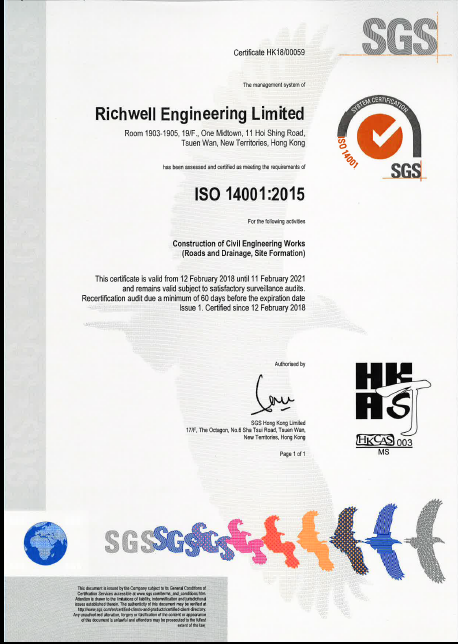 SGS
Certificate HK18/00059
The management system of
Richwell Engineering Limited
Room 1903-1905, 19/F., One Midtown, 11 Hoi Shing Road,
Tsuen Wan, New Territories, Hong Kong
SYSTEM CERTIFICATION
ISO 14001
SGS
has been assessed and certified as meeting the requirements of
ISO 14001:2015
For the following activities
Construction of Civil Engineering Works
(Roads and Drainage, Site Formation)
This certificate is valid from 12 February 2018 until 11 February 2021
and remains valid subject to satisfactory surveillance audits.
Recertification audit due a minimum of 60 days before the expiration date
Issue 1. Certified since 12 February 2018
Authorised by
SGS Hong Kong Limited
17/F, The Octagon, No.6 Sha Tsui Road, Tsuen Wan,
New Territories, Hong Kong
Page 1 of 1
HKAS
HKCAS 003
MS
SGSSGSGS
This document is issued by the Company subject to its General Conditions of
Certification Services accessible at www.sgs.com/terms_and_conditions.htm.
Attention is drawn to the limitations of liability, indemnification and jurisdictional
issues established therein. The authenticity of this document may be verified at
http://www.sgs.com/en/certified-clients-and-products/certified-client-directory.
Any unauthorized alteration, forgery or falsification of the content or appearance
of this document is unlawful and offenders may be prosecuted to the fullest
extent of the law.